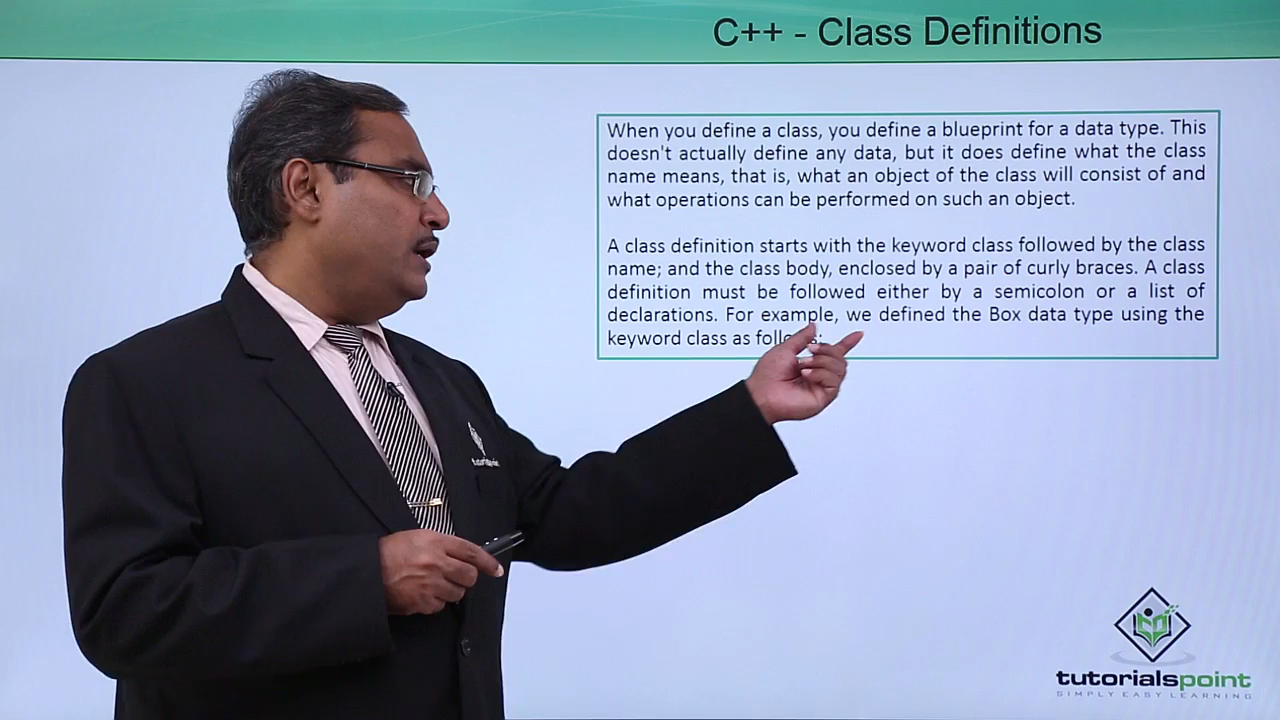 C++ - Class Definitions
When you define a class, you define a blueprint for a data type. This
doesn't actually define any data, but it does define what the class
name means, that is, what an object of the class will consist of and
what operations can be performed on such an object.
A class definition starts with the keyword class followed by the class
name; and the class body, enclosed by a pair of curly braces. A class
definition must be followed either by a semicolon or a list of
declarations. For example, we defined the Box data type using the
keyword class as follows:
tutorialspoint
tutorialspoint
SIMPLY EASY LEARNING